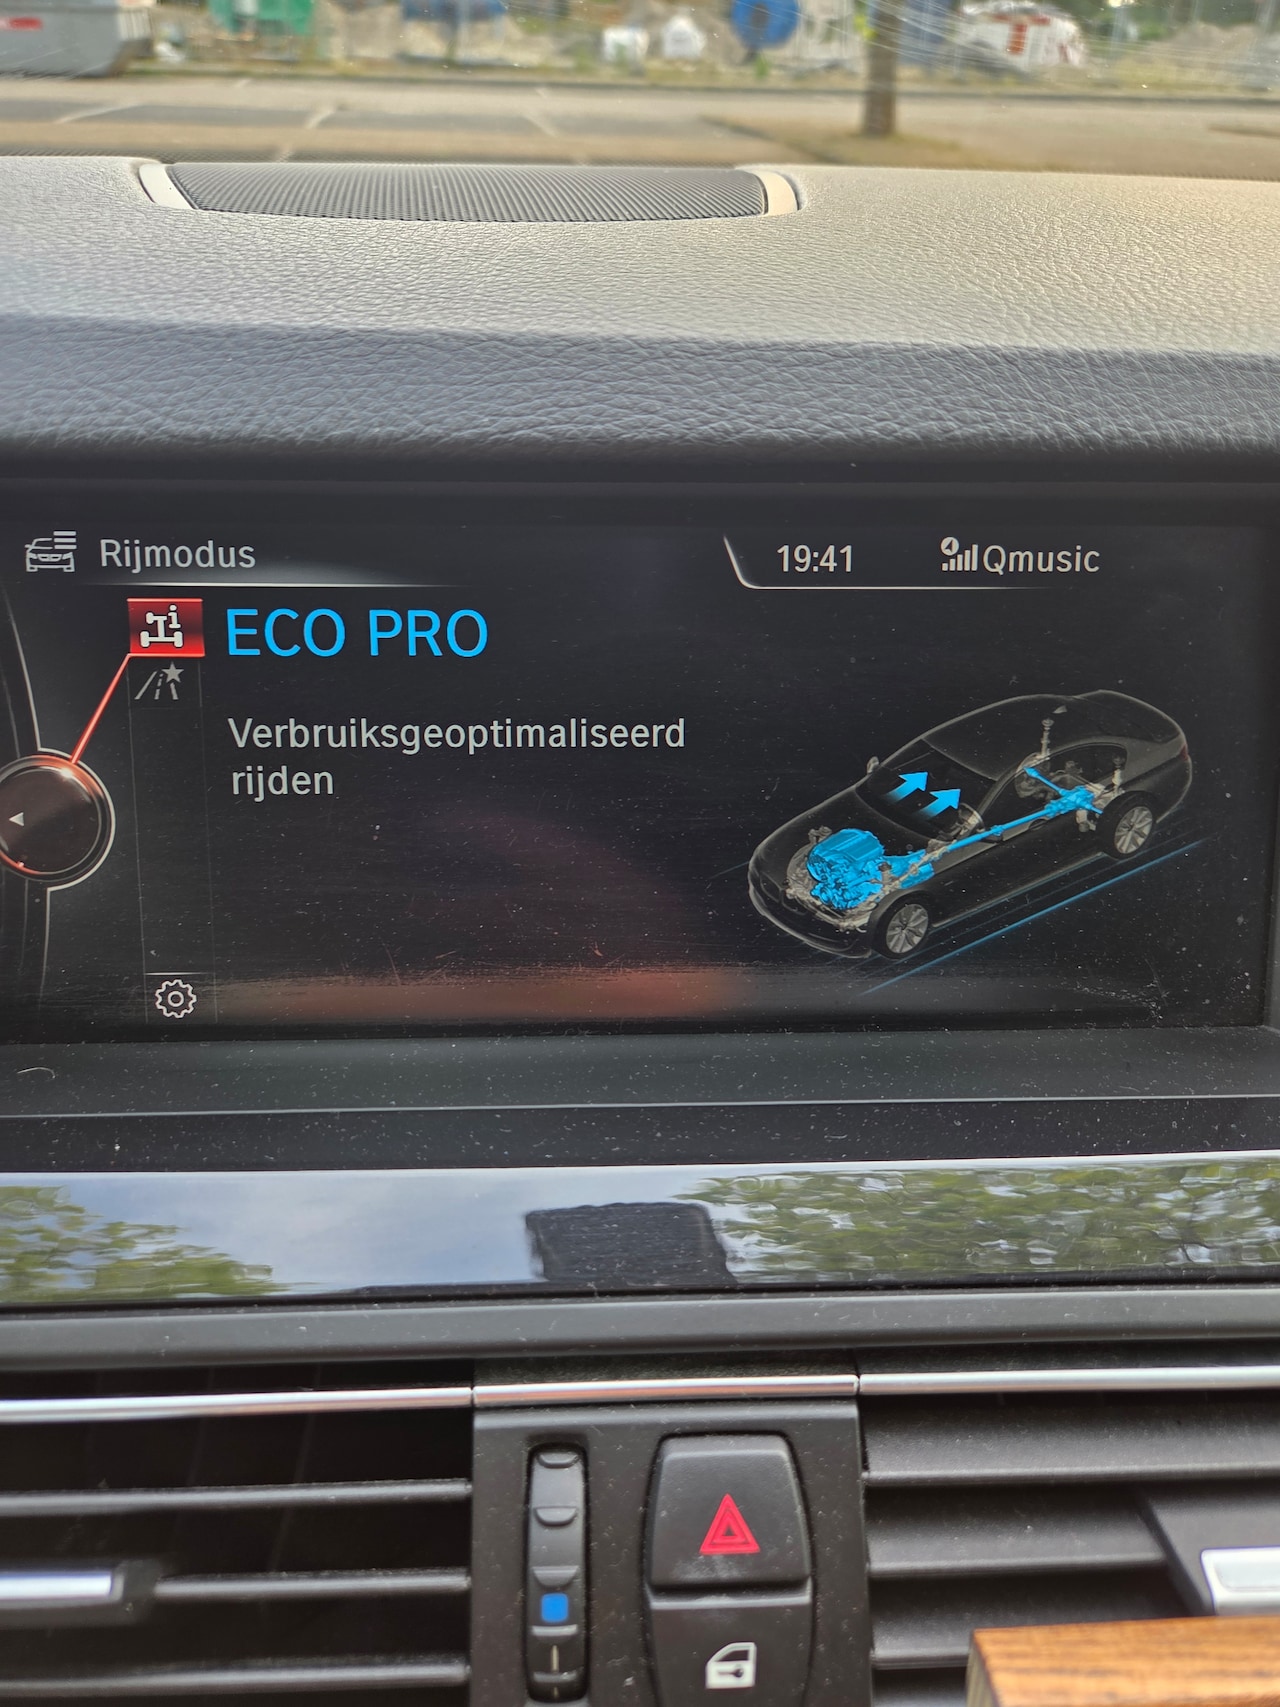 Rijmodus
19:41
Qmusic
ECO PRO
Verbruiksgeoptimaliseerd
rijden